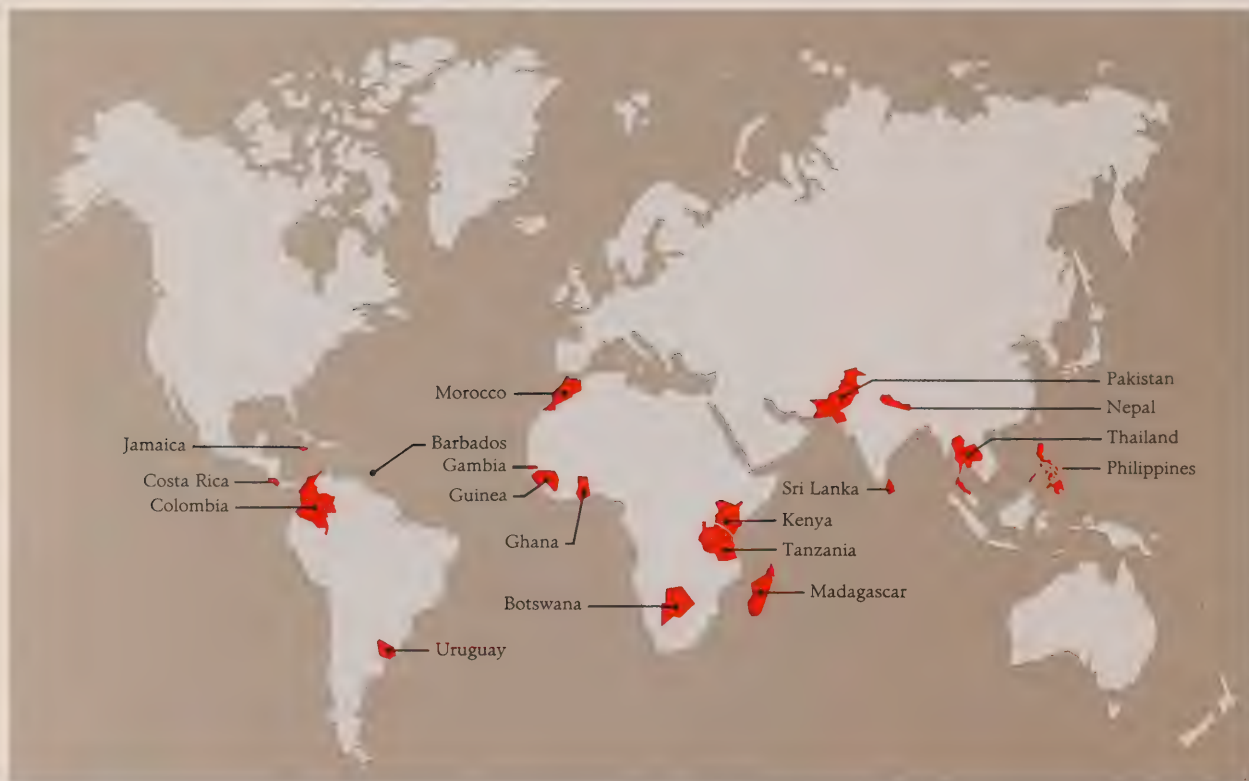 Morocco
Jamaica
Barbados
Gambia
Costa Rica
Guinea
Colombia
Ghana
Botswana
Uruguay
Pakistan
Nepal
Thailand
Philippines
Sri Lanka
Kenya
Tanzania
Madagascar